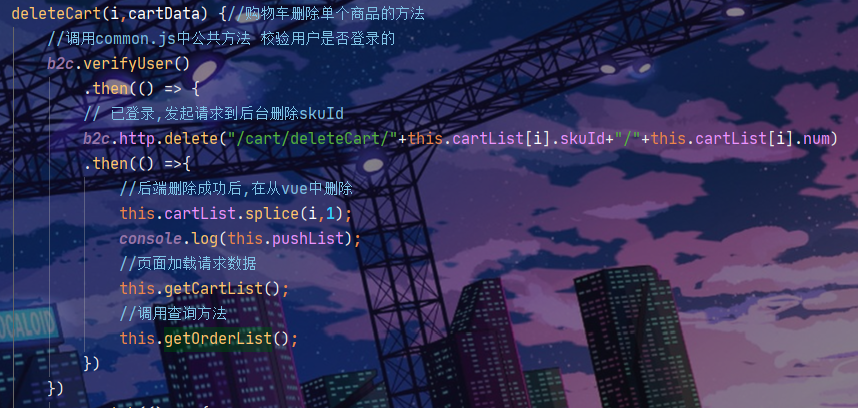 deleteCart(i,cartData) {//购物车删除单个商品的方法
//调用common.js中公共方法 校验用户是否登录的
b2c.verifyUser()
.then(() => {
// 已登录,发起请求到后台删除skuId
b2c.http.delete("/cart/deleteCart/"+this.cartList[i].skuId+"/"+this.cartList[i].num)
.then(() =>{
//后端删除成功后,在从vue中删除
this.cartList.splice(i,1);
console.log(this.pushList);
//页面加载请求数据
this.getCartList();
//调用查询方法
this.getOrderList();
})
})
OCALOID